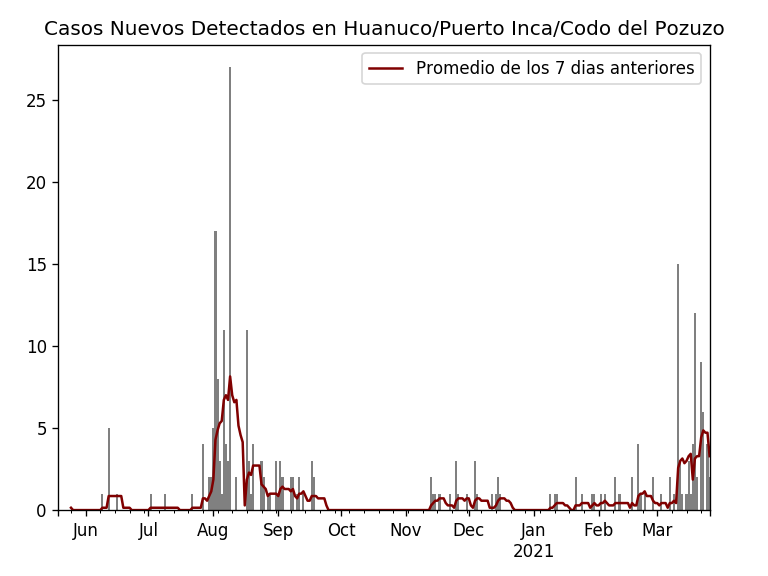 Casos Nuevos Detectados en Huanuco/Puerto Inca/Codo del Pozuzo
Promedio de los 7 dias anteriores
25
20
15
10
5
0
Jun Jul Aug Sep Oct Nov Dec Jan Feb Mar
2021